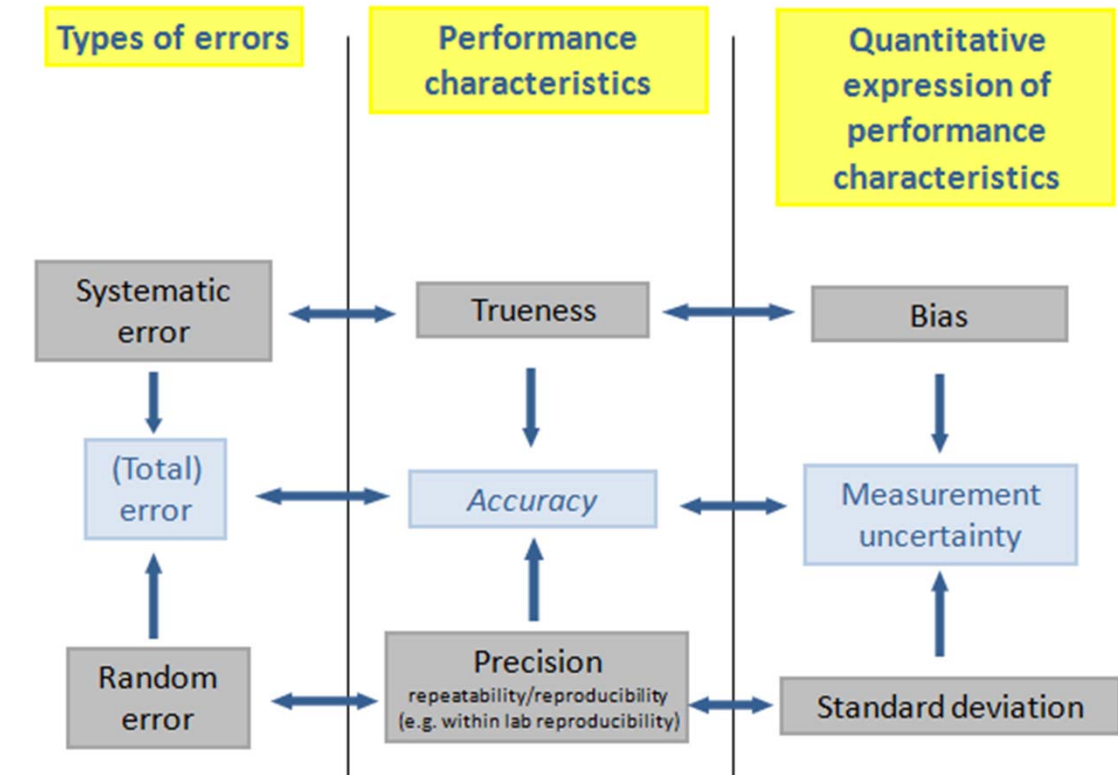 Types of errors
Performance
characteristics
Quantitative
expression of
performance
characteristics
Systematic
error
Trueness
Bias
(Total)
error
Accuracy
Measurement
uncertainty
Random
error
Precision
repeatability/reproducibility
(e.g. within lab reproducibility)
Standard deviation